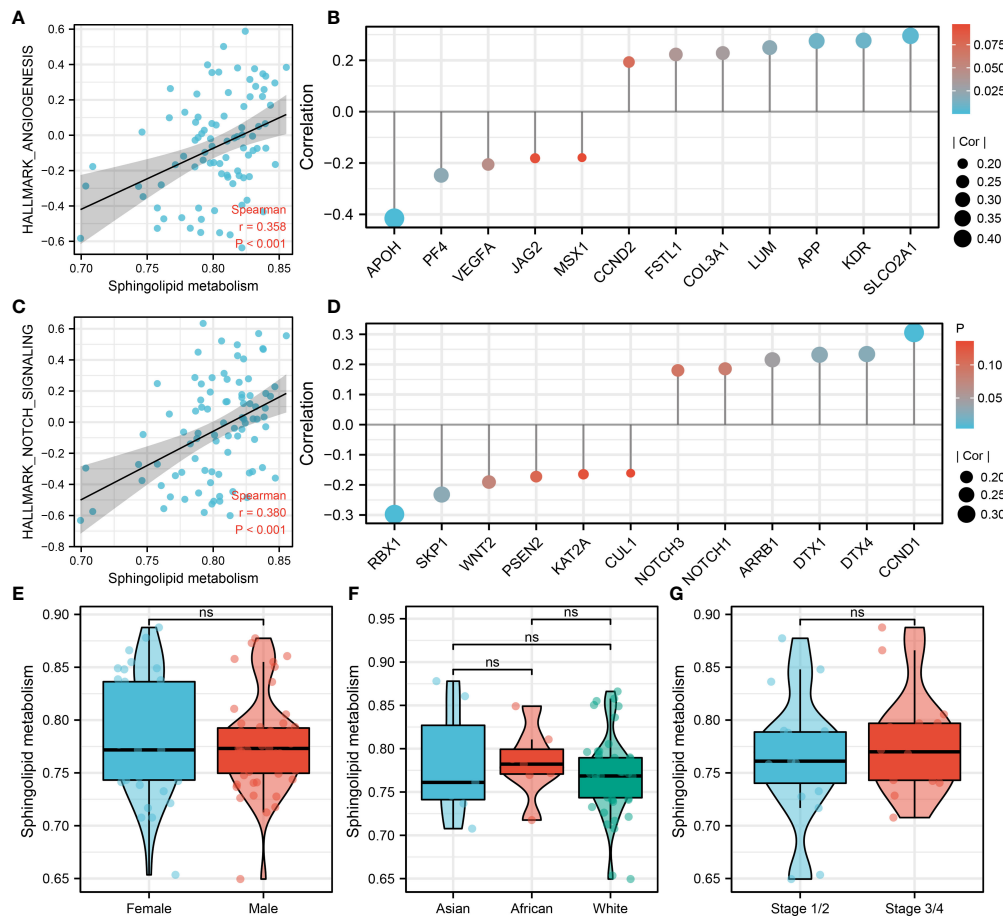 A
HALLMARK_ANGIOGENESIS
0.6
0.4
0.2
0.0
−0.2
−0.4
−0.6
Spearman
r = 0.358
P < 0.001
0.70
0.75
0.80
0.85
Sphingolipid metabolism
B
Correlation
0.2
0.0
−0.2
−0.4
APOH
PF4
VEGFA
JAG2
MSX1
CCND2
FSTL1
COL3A1
LUM
APP
KDR
SLCO2A1
0.075
0.050
0.025
| Cor |
0.20
0.25
0.30
0.35
0.40
C
HALLMARK_NOTCH_SIGNALING
0.6
0.4
0.2
0.0
−0.2
−0.4
−0.6
−0.8
Spearman
r = 0.380
P < 0.001
0.70
0.75
0.80
0.85
Sphingolipid metabolism
D
Correlation
0.3
0.2
0.1
0.0
−0.1
−0.2
−0.3
RBX1
SKP1
WNT2
PSEN2
KAT2A
CUL1
NOTCH3
NOTCH1
ARRB1
DTX1
DTX4
CCND1
P
0.10
0.05
| Cor |
0.20
0.25
0.30
E
Sphingolipid metabolism
0.90
0.85
0.80
0.75
0.70
0.65
ns
Female
Male
F
Sphingolipid metabolism
0.95
0.90
0.85
0.80
0.75
0.70
0.65
ns
ns
ns
Asian
African
White
G
Sphingolipid metabolism
0.90
0.85
0.80
0.75
0.70
0.65
ns
Stage 1/2
Stage 3/4